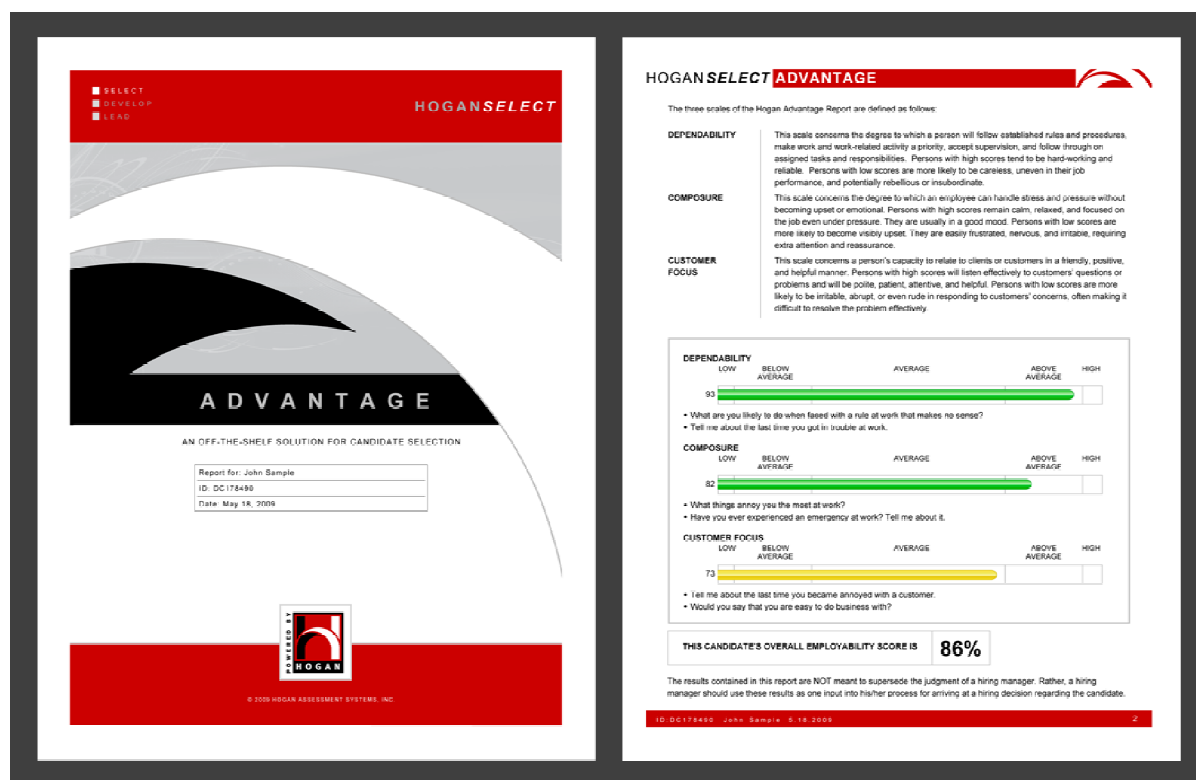 SELECT
DEVELOP
LEAD
HOGANSELECT
ADVANTAGE
AN OFF-THE-SHELF SOLUTION FOR CANDIDATE SELECTION
Report for: John Sample
ID: DC178490
Date: May 18, 2009
POWERED BY
HOGAN
© 2009 HOGAN ASSESSMENT SYSTEMS, INC
HOGANSELECT ADVANTAGE
The three scales of the Hogan Advantage Report are defined as follows:
DEPENDABILITY
This scale concerns the degree to which a person will follow established rules and procedures,
make work and work-related activity a priority, accept supervision, and follow through on
assigned tasks and responsibilities. Persons with high scores tend to be hard-working and
reliable. Persons with low scores are more likely to be careless, uneven in their job
performance, and potentially rebellious or insubordinate.
COMPOSURE
This scale concerns the degree to which an employee can handle stress and pressure without
becoming upset or emotional. Persons with high scores remain calm, relaxed, and focused on
the job even under pressure. They are usually in a good mood. Persons with low scores are
more likely to become visibly upset. They are easily frustrated, nervous, and irritable, requiring
extra attention and reassurance.
CUSTOMER
FOCUS
This scale concerns a person's capacity to relate to clients or customers in a friendly, positive,
and helpful manner. Persons with high scores will listen effectively to customers' questions or
problems and will be polite, patient, attentive, and helpful. Persons with low scores are more
likely to be irritable, abrupt, or even rude in responding to customers' concerns, often making it
difficult to resolve the problem effectively.
DEPENDABILITY
LOW BELOW AVERAGE AVERAGE ABOVE AVERAGE HIGH
93
• What are you likely to do when faced with a rule at work that makes no sense?
• Tell me about the last time you got in trouble at work.
COMPOSURE
LOW BELOW AVERAGE AVERAGE ABOVE AVERAGE HIGH
82
• What things annoy you the most at work?
• Have you ever experienced an emergency at work? Tell me about it.
CUSTOMER FOCUS
LOW BELOW AVERAGE AVERAGE ABOVE AVERAGE HIGH
73
• Tell me about the last time you became annoyed with a customer.
• Would you say that you are easy to do business with?
THIS CANDIDATE'S OVERALL EMPLOYABILITY SCORE IS 86%
The results contained in this report are NOT meant to supersede the judgment of a hiring manager. Rather, a hiring
manager should use these results as one input into his/her process for arriving at a hiring decision regarding the candidate.
ID:DC178490 John Sample 5.18.2009 2